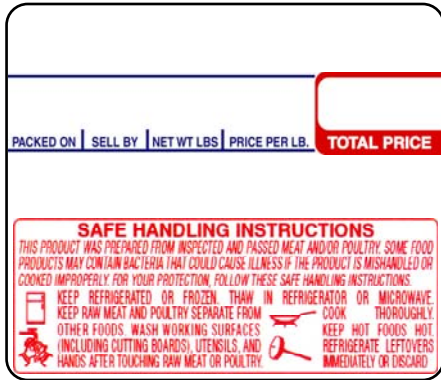 PACKED ON SELL BY NET WT LBS PRICE PER LB. TOTAL PRICE
SAFE HANDLING INSTRUCTIONS
THIS PRODUCT WAS PREPARED FROM INSPECTED AND PASSED MEAT AND/OR POULTRY. SOME FOOD
PRODUCTS MAY CONTAIN BACTERIA THAT COULD CAUSE ILLNESS IF THE PRODUCT IS MISHANDLED OR
COOKED IMPROPERLY. FOR YOUR PROTECTION, FOLLOW THESE SAFE HANDLING INSTRUCTIONS.
KEEP REFRIGERATED OR FROZEN. THAW IN REFRIGERATOR OR MICROWAVE.
KEEP RAW MEAT AND POULTRY SEPARATE FROM
OTHER FOODS. WASH WORKING SURFACES
(INCLUDING CUTTING BOARDS), UTENSILS, AND
HANDS AFTER TOUCHING RAW MEAT OR POULTRY.
COOK THOROUGHLY.
KEEP HOT FOODS HOT.
REFRIGERATE LEFTOVERS
IMMEDIATELY OR DISCARD